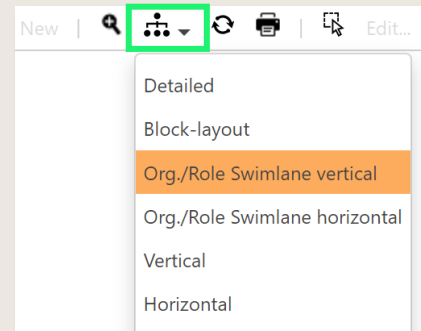 New | | Edit...
Detailed
Block-layout
Org./Role Swimlane vertical
Org./Role Swimlane horizontal
Vertical
Horizontal